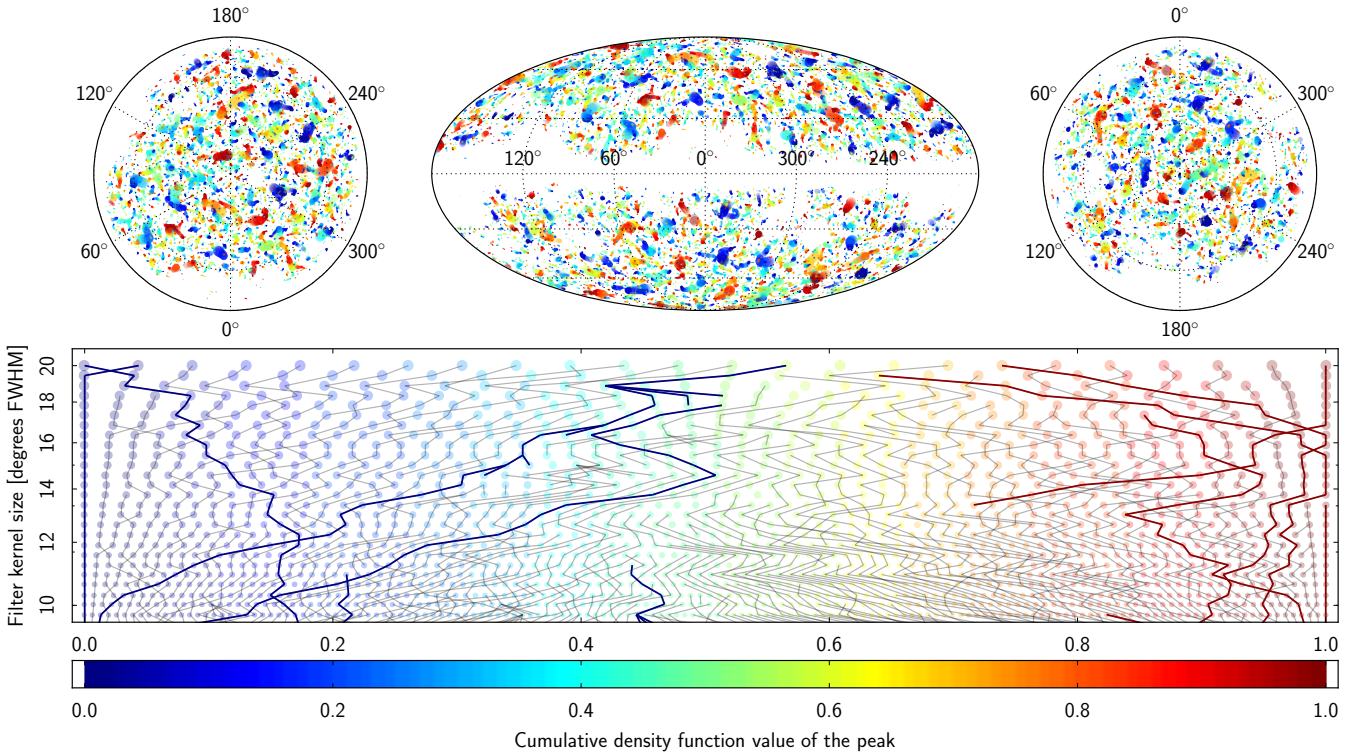 180° 0°
120° 240° 60° 300°
120° 60° 0° 300° 240°
60° 300° 120° 240°
0° 180°
Filter kernel size [degrees FWHM]
20
18
16
14
12
10
0.0 0.2 0.4 0.6 0.8 1.0
0.0 0.2 0.4 0.6 0.8 1.0
Cumulative density function value of the peak